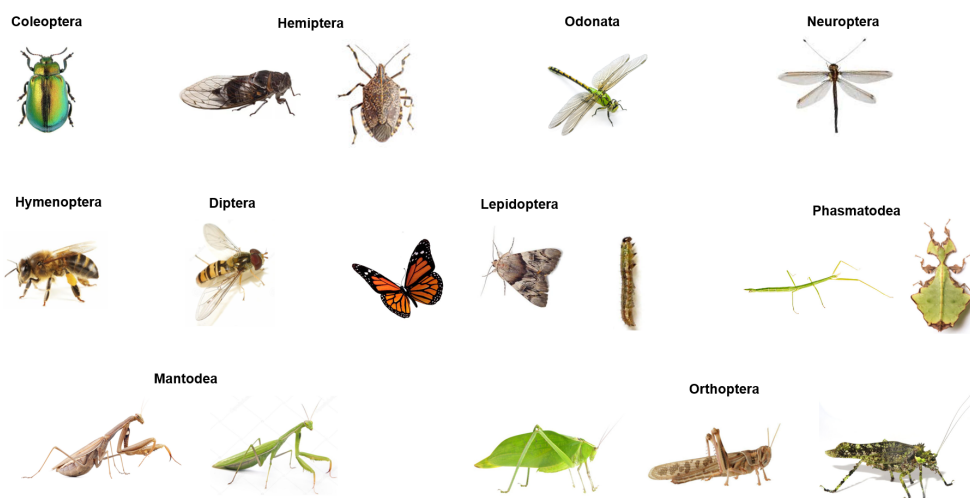 Coleoptera
Hemiptera
Odonata
Neuroptera
Hymenoptera
Diptera
Lepidoptera
Phasmatodea
Mantodea
Orthoptera